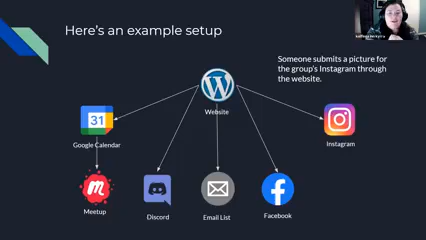 Here's an example setup
Someone submits a picture for
the group's Instagram through
the website.
Website
31
Google Calendar
Instagram
Meetup
Discord
Email List
Facebook